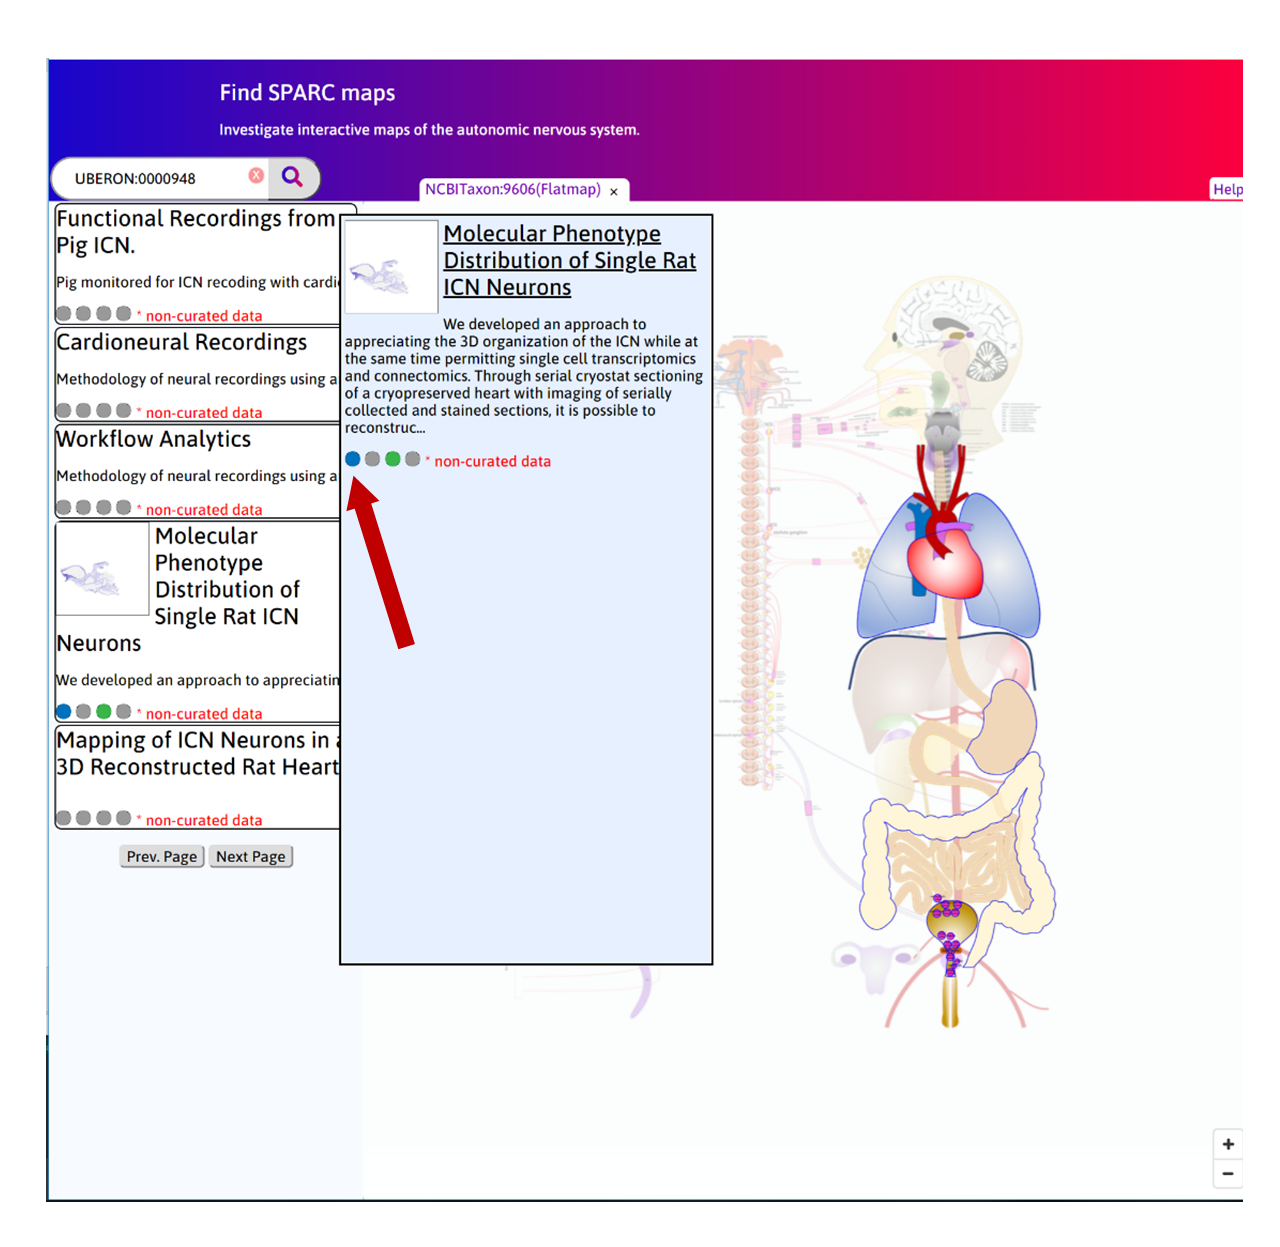 Find SPARC maps
Investigate interactive maps of the autonomic nervous system.
UBERON:0000948
X
NCBITaxon:9606(Flatmap) ×
Help
Functional Recordings from
Pig ICN.
Pig monitored for ICN recoding with cardi
* non-curated data
Cardioneural Recordings
Methodology of neural recordings using a
* non-curated data
Workflow Analytics
Methodology of neural recordings using a
* non-curated data
Molecular
Phenotype
Distribution of
Single Rat ICN
Neurons
We developed an approach to appreciatin
* non-curated data
Mapping of ICN Neurons in a
3D Reconstructed Rat Heart
* non-curated data
Prev. Page Next Page
Molecular Phenotype
Distribution of Single Rat
ICN Neurons
We developed an approach to
appreciating the 3D organization of the ICN while at
the same time permitting single cell transcriptomics
and connectomics. Through serial cryostat sectioning
of a cryopreserved heart with imaging of serially
collected and stained sections, it is possible to
reconstruc...
* non-curated data
+
−